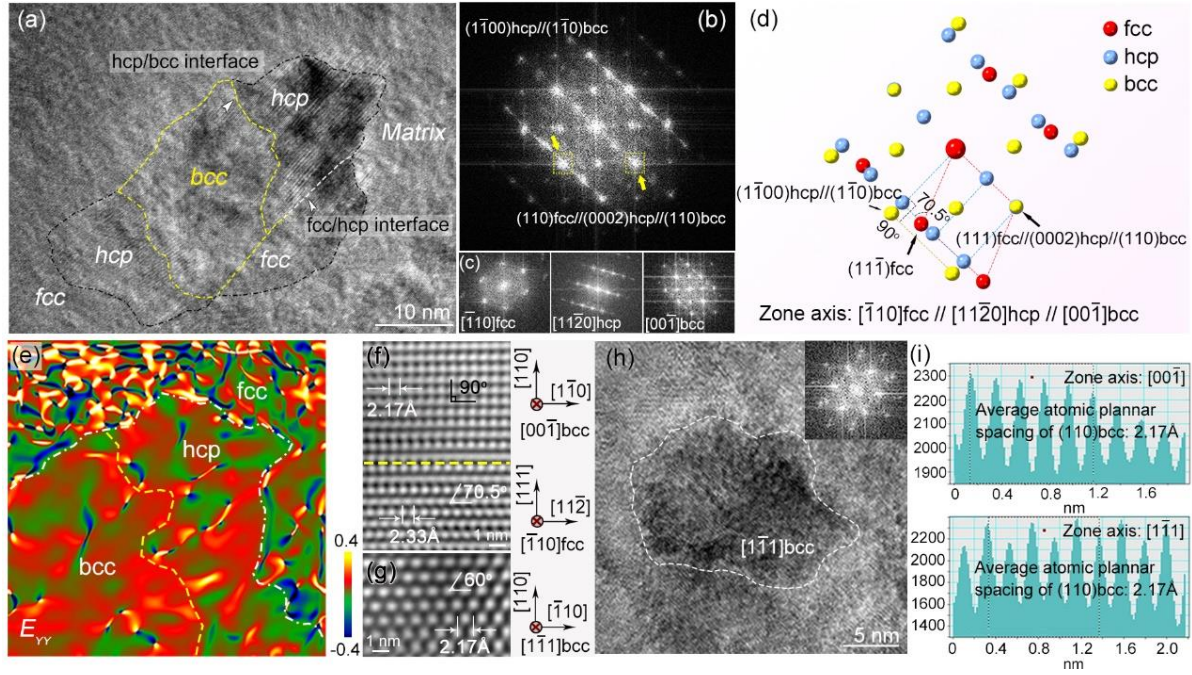 (a)
hcp/bcc interface
hcp
Matrix
bcc
fcc/hcp interface
hcp
fcc
fcc
10 nm
(b)
(11̄00)hcp//(11̄0)bcc
(110)fcc//(0002)hcp//(110)bcc
(c)
[1̄10]fcc
[112̄0]hcp
[001̄]bcc
(d)
fcc
hcp
bcc
(11̄00)hcp//(11̄0)bcc
70.5°
90°
(111)fcc//(0002)hcp//(110)bcc
(111̄)fcc
Zone axis: [1̄10]fcc // [112̄0]hcp // [001̄]bcc
(e)
fcc
hcp
bcc
E_YY
0.4
-0.4
(f)
90°
2.17Å
70.5°
2.33Å
1 nm
[110]
[11̄0]
[001̄]bcc
[111]
[112̄]
[1̄10]fcc
(g)
60°
2.17Å
1 nm
[110]
[1̄10]
[11̄1]bcc
(h)
[11̄1]bcc
5 nm
(i)
2300
2200
2100
2000
1900
Zone axis: [001̄]
Average atomic plannar
spacing of (110)bcc: 2.17Å
0 0.4 0.8 1.2 1.6
nm
2200
2000
1800
1600
1400
Zone axis: [11̄1]
Average atomic plannar
spacing of (110)bcc: 2.17Å
0 0.4 0.8 1.2 1.6 2.0
nm